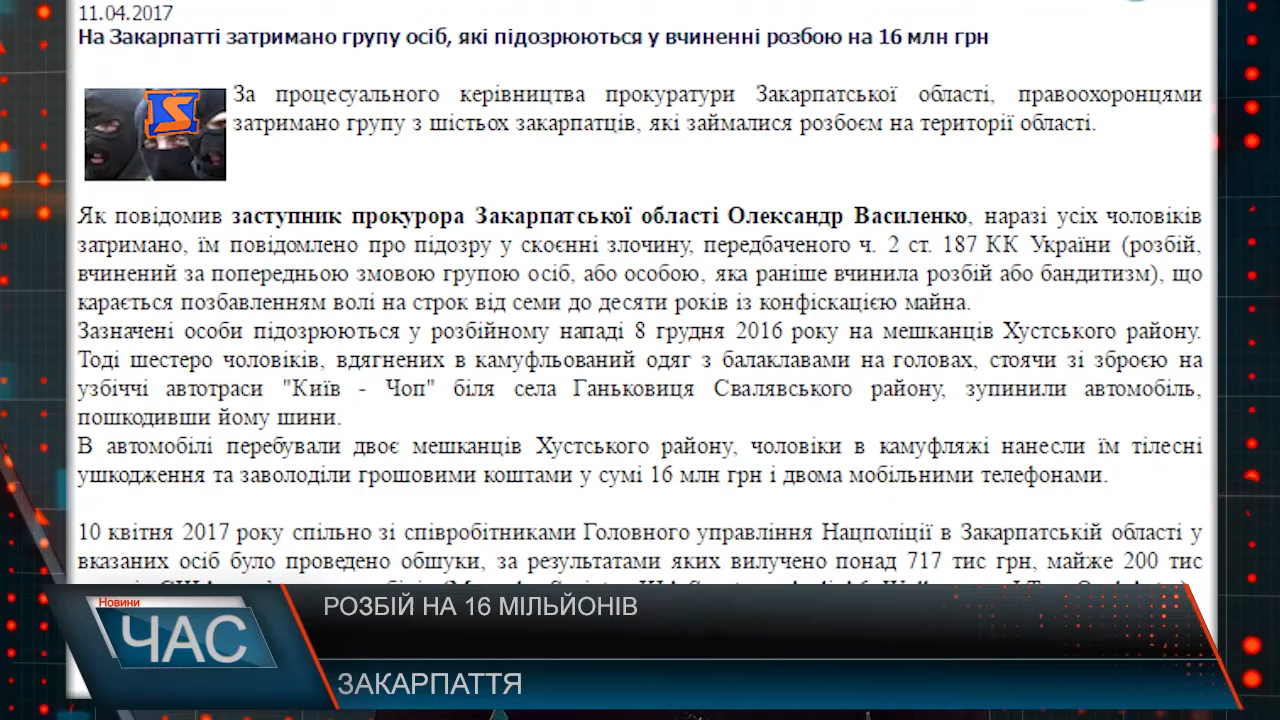 11.04.2017
На Закарпатті затримано групу осіб, які підозрюються у вчиненні розбою на 16 млн грн
За процесуального керівництва прокуратури Закарпатської області, правоохоронцями
затримано групу з шістьох закарпатців, які займалися розбоєм на території області.
Як повідомив заступник прокурора Закарпатської області Олександр Василенко, наразі усіх чоловіків
затримано, їм повідомлено про підозру у скоєнні злочину, передбаченого ч. 2 ст. 187 КК України (розбій,
вчинений за попередньою змовою групою осіб, або особою, яка раніше вчинила розбій або бандитизм), що
карається позбавленням волі на строк від семи до десяти років із конфіскацією майна.
Зазначені особи підозрюються у розбійному нападі 8 грудня 2016 року на мешканців Хустського району.
Тоді шестеро чоловіків, вдягнених в камуфльований одяг з балаклавами на головах, стоячи зі зброєю на
узбіччі автотраси "Київ - Чоп" біля села Ганьковиця Свалявського району, зупинили автомобіль,
пошкодивши йому шини.
В автомобілі перебували двоє мешканців Хустського району, чоловіки в камуфляжі нанесли їм тілесні
ушкодження та заволоділи грошовими коштами у сумі 16 млн грн і двома мобільними телефонами.
10 квітня 2017 року спільно зі співробітниками Головного управління Нацполіції в Закарпатській області у
вказаних осіб було проведено обшуки, за результатами яких вилучено понад 717 тис грн, майже 200 тис
Новини
ЧАС
РОЗБІЙ НА 16 МІЛЬЙОНІВ
ЗАКАРПАТТЯ